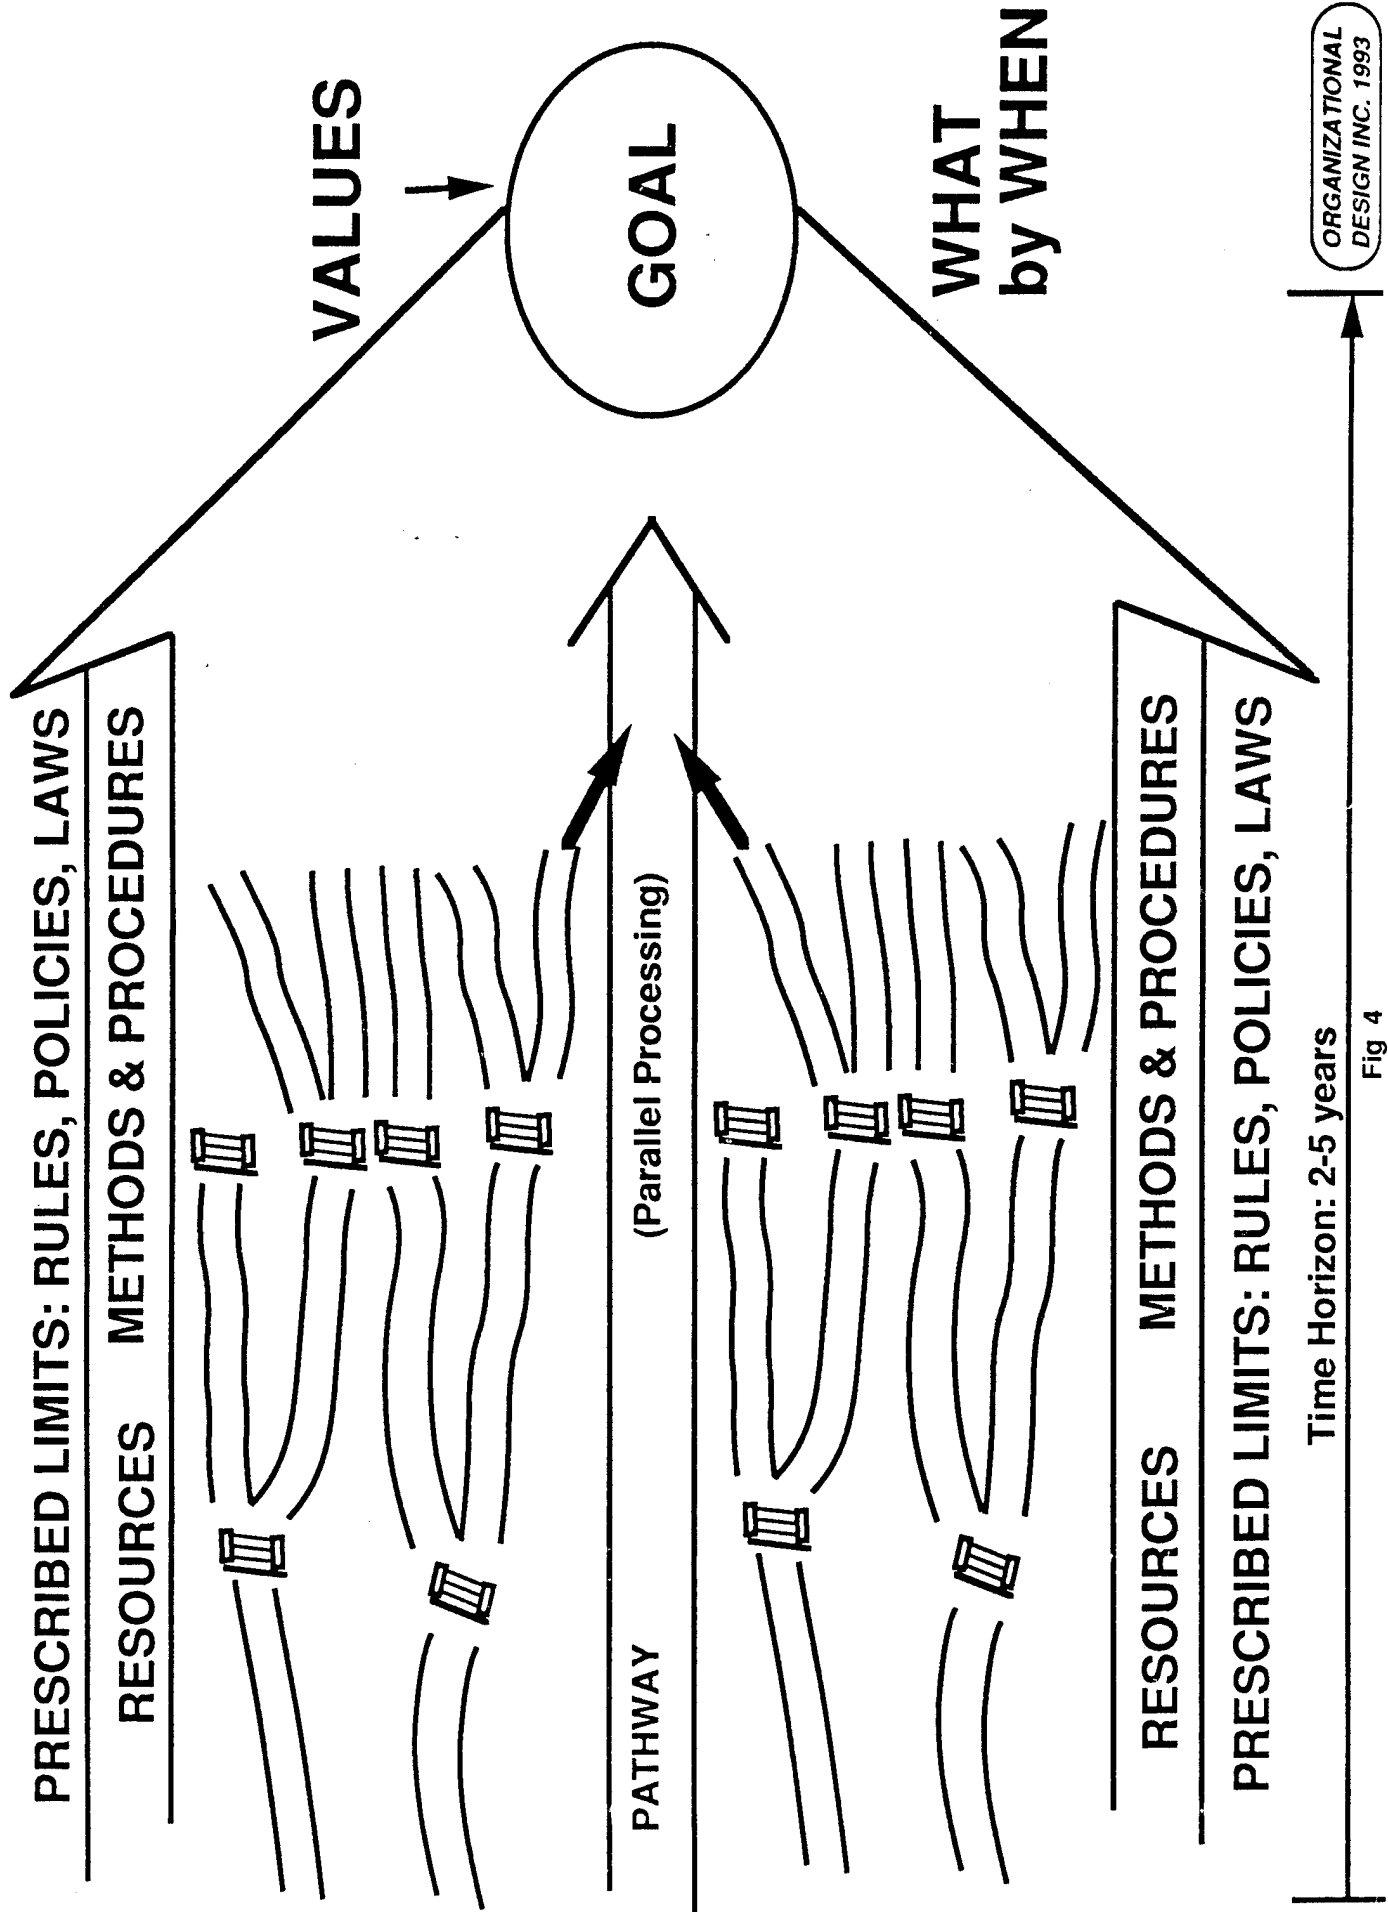 PRESCRIBED LIMITS: RULES, POLICIES, LAWS
RESOURCES METHODS & PROCEDURES
VALUES
PATHWAY (Parallel Processing)
GOAL
WHAT
by WHEN
RESOURCES METHODS & PROCEDURES
PRESCRIBED LIMITS: RULES, POLICIES, LAWS
Time Horizon: 2-5 years
Fig 4
ORGANIZATIONAL
DESIGN INC. 1993